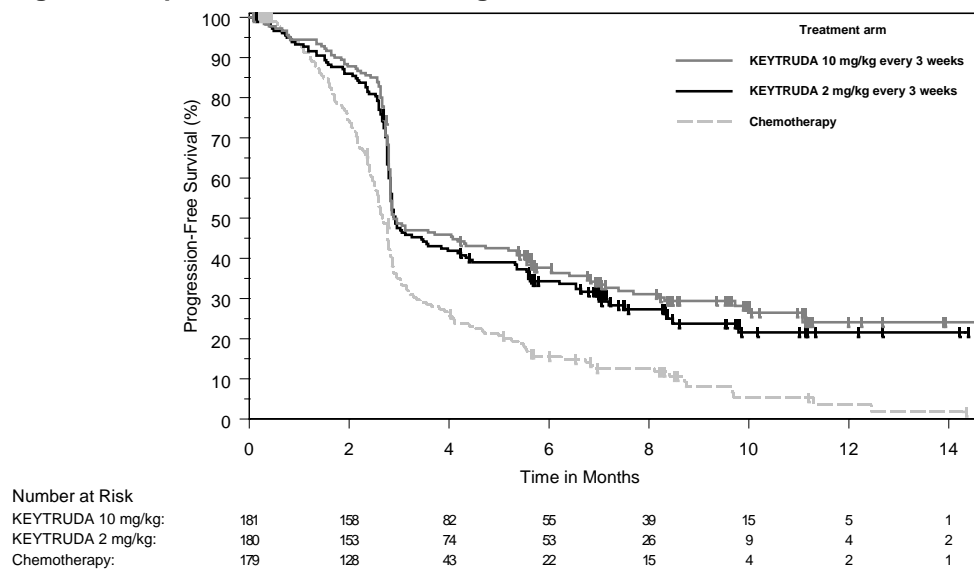 Treatment arm
KEYTRUDA 10 mg/kg every 3 weeks
KEYTRUDA 2 mg/kg every 3 weeks
Chemotherapy
Progression-Free Survival (%)
100
90
80
70
60
50
40
30
20
10
0
0 2 4 6 8 10 12 14
Time in Months
Number at Risk
KEYTRUDA 10 mg/kg: 181 158 82 55 39 15 5 1
KEYTRUDA 2 mg/kg: 180 153 74 53 26 9 4 2
Chemotherapy: 179 128 43 22 15 4 2 1